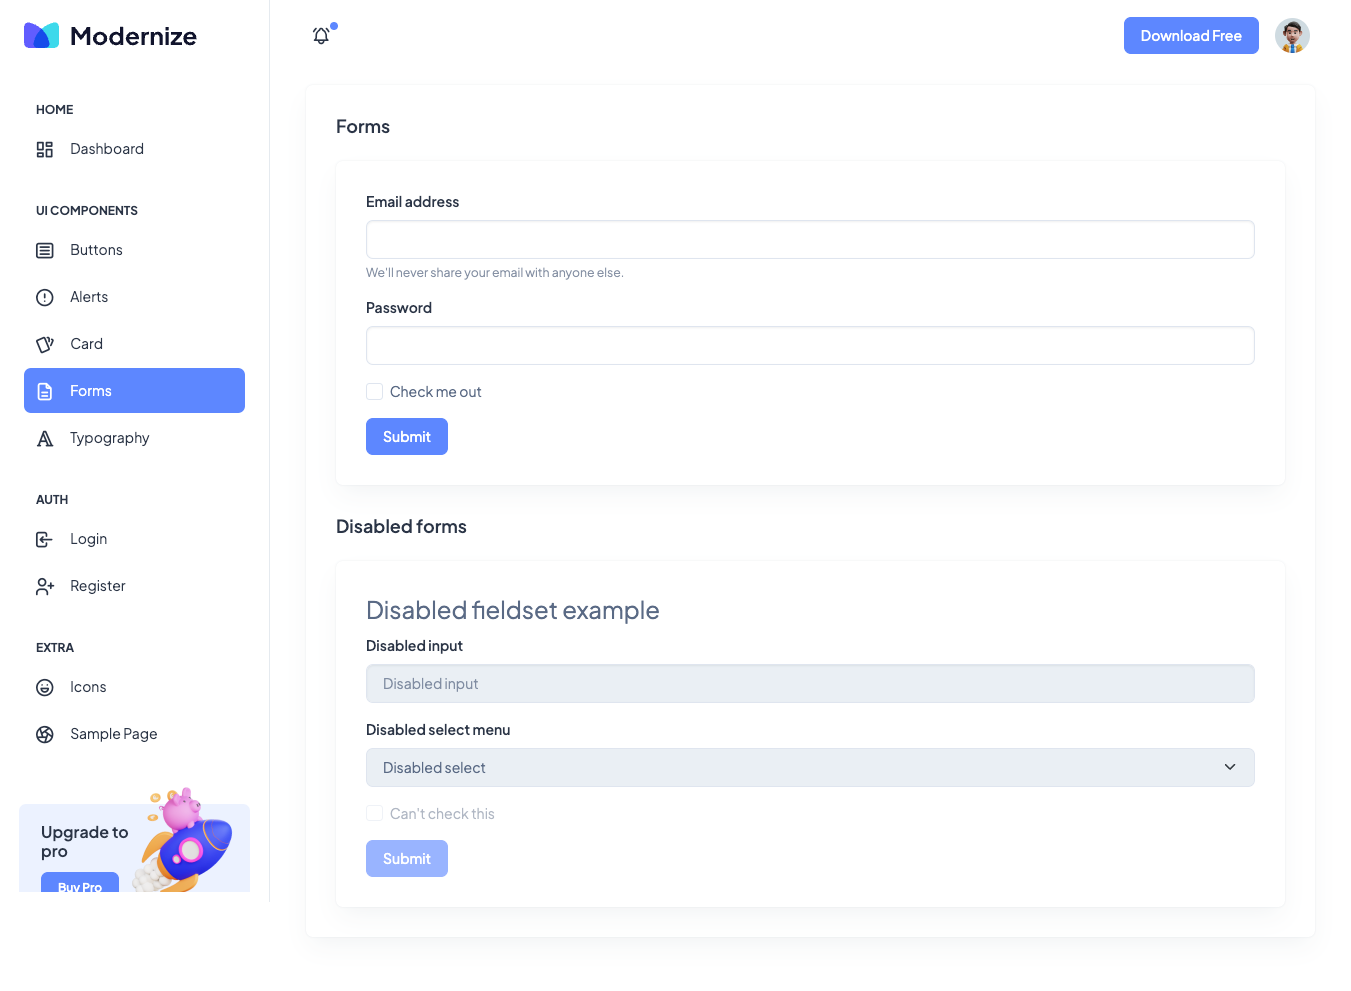 Modernize
HOME
Dashboard
UI COMPONENTS
Buttons
Alerts
Card
Forms
Typography
AUTH
Login
Register
EXTRA
Icons
Sample Page
Upgrade to
pro
Buy Pro
Download Free
Forms
Email address
We'll never share your email with anyone else.
Password
Check me out
Submit
Disabled forms
Disabled fieldset example
Disabled input
Disabled input
Disabled select menu
Disabled select
Can't check this
Submit